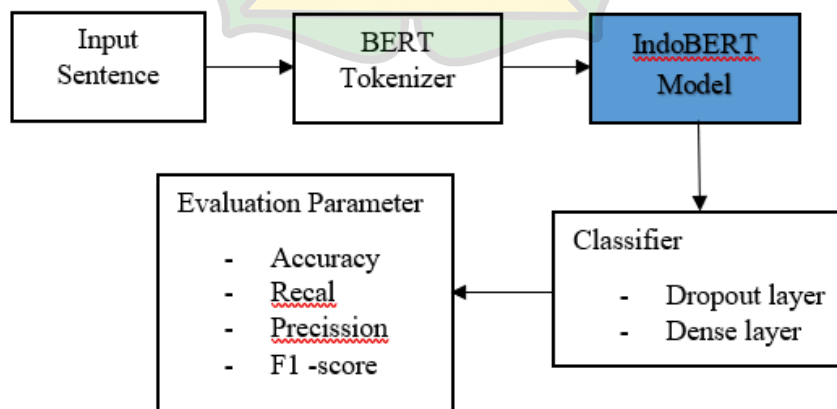 Input
Sentence
BERT
Tokenizer
IndoBERT
Model
Classifier
- Dropout layer
- Dense layer
Evaluation Parameter
- Accuracy
- Recal
- Precission
- F1 -score